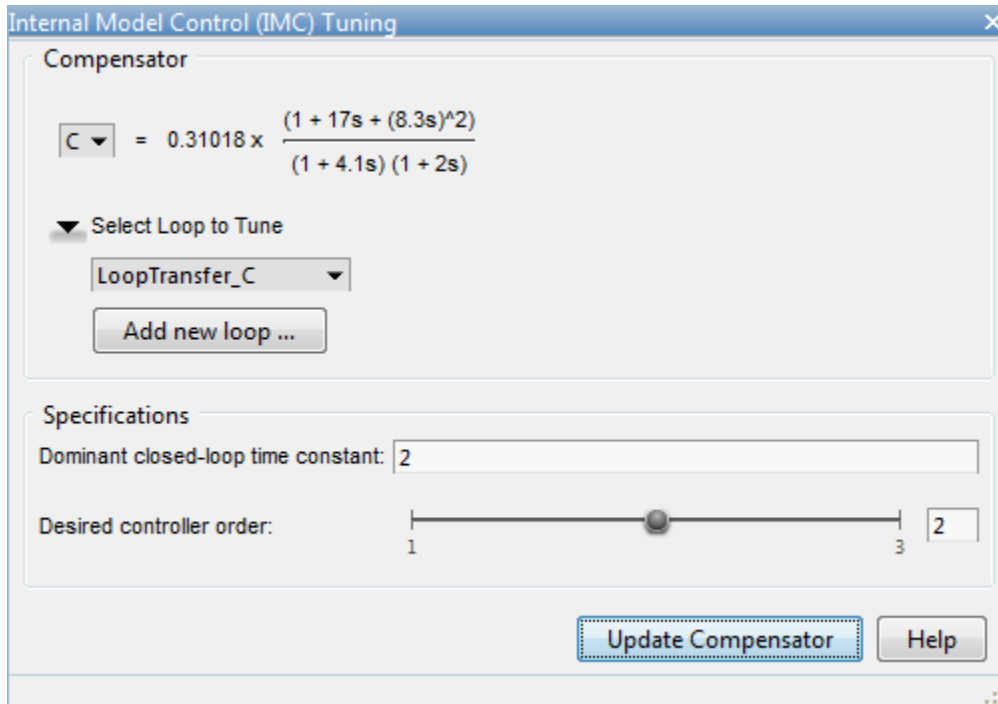 Internal Model Control (IMC) Tuning
Compensator
C = 0.31018 x (1 + 17s + (8.3s)^2)
(1 + 4.1s) (1 + 2s)
Select Loop to Tune
LoopTransfer_C
Add new loop ...
Specifications
Dominant closed-loop time constant: 2
Desired controller order: 2
1 3
Update Compensator Help